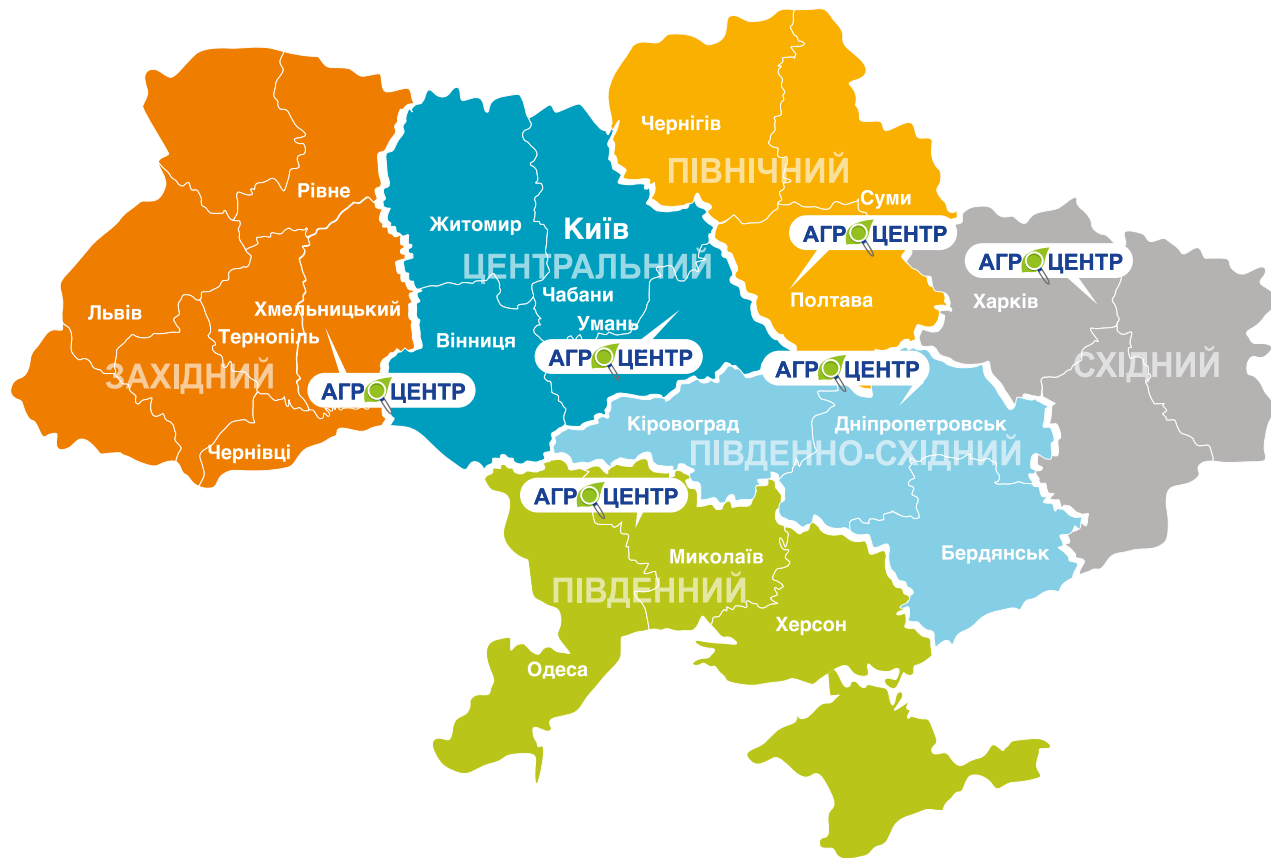 Чернігів
ПІВНІЧНИЙ
Суми
АГРОЦЕНТР
Полтава
Рівне
Львів
Хмельницький
Тернопіль
ЗАХІДНИЙ
АГРОЦЕНТР
Чернівці
Житомир
Київ
ЦЕНТРАЛЬНИЙ
Чабани
Умань
Вінниця
АГРОЦЕНТР
АГРОЦЕНТР
Харків
СХІДНИЙ
АГРОЦЕНТР
Кіровоград
Дніпропетровськ
ПІВДЕННО-СХІДНИЙ
Бердянськ
АГРОЦЕНТР
Миколаїв
ПІВДЕННИЙ
Херсон
Одеса